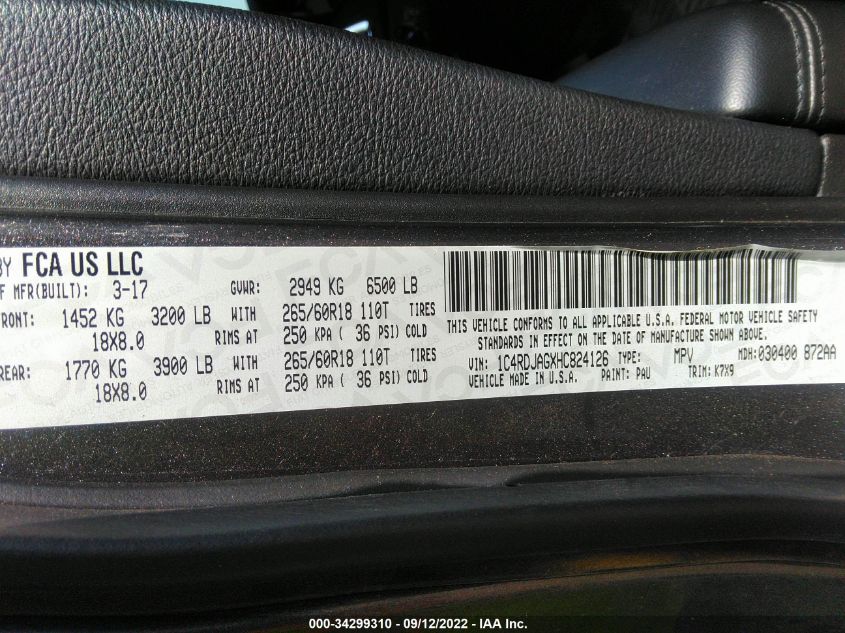 BY FCA US LLC
F MFR(BUILT): 3-17 GVWR: 2949 KG 6500 LB
FRONT: 1452 KG 3200 LB WITH 265/60R18 110T TIRES
18X8.0 RIMS AT 250 KPA ( 36 PSI) COLD
REAR: 1770 KG 3900 LB WITH 265/60R18 110T TIRES
18X8.0 RIMS AT 250 KPA ( 36 PSI) COLD
THIS VEHICLE CONFORMS TO ALL APPLICABLE U.S.A. FEDERAL MOTOR VEHICLE SAFETY
STANDARDS IN EFFECT ON THE DATE OF MANUFACTURE SHOWN ABOVE.
VIN: 1C4RDJAGXHC824126 TYPE: MPV MDH: 030400 872AA
VEHICLE MADE IN U.S.A. PAINT: PAU TRIM: K7X9
000-34299310 - 09/12/2022 - IAA Inc.